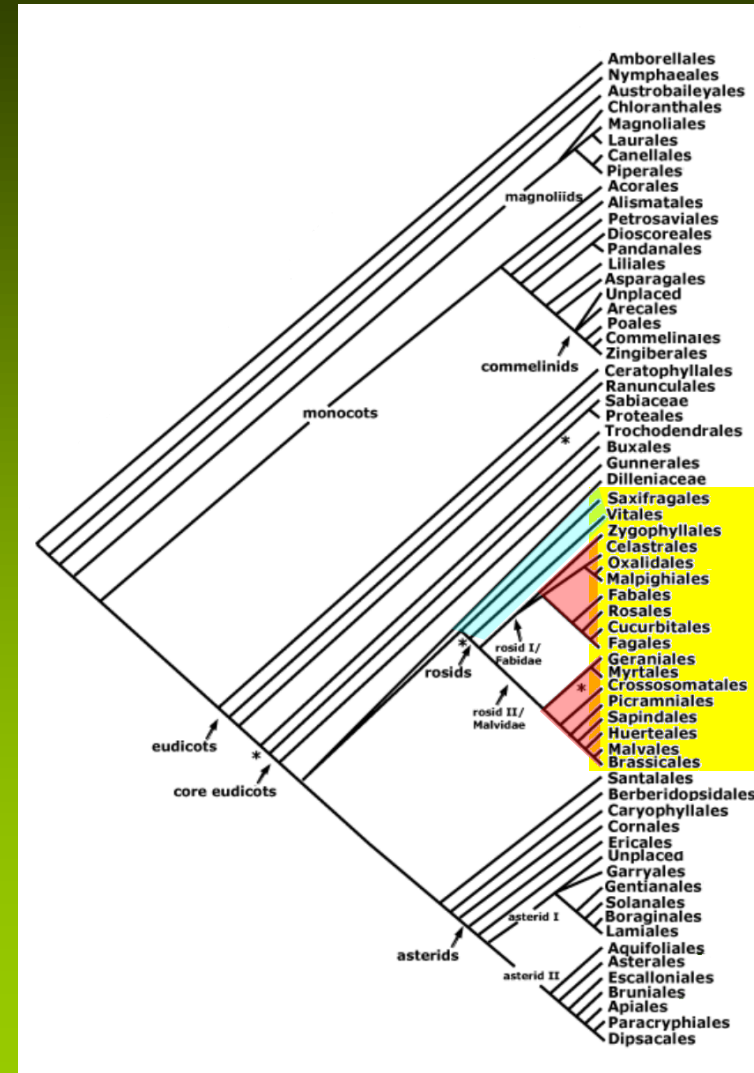 Amborellales
Nymphaeales
Austrobaileyales
Chloranthales
Magnoliales
Laurales
Canellales
Piperales
magnoliids
Acorales
Alismatales
Petrosaviales
Dioscoreales
Pandanales
Liliales
Asparagales
Unplaced
Arecales
Poales
Commelinales
Zingiberales
commelinids
Ceratophyllales
Ranunculales
Sabiaceae
monocots
Proteales
Trochodendrales
*
Buxales
Gunnerales
Dilleniaceae
Saxifragales
Vitales
Zygophyllales
Celastrales
Oxalidales
Malpighiales
Fabales
Rosales
Cucurbitales
Fagales
*
rosid I/
Fabidae
rosids
Geraniales
Myrtales
Crossosomatales
*
Picramniales
rosid II/
Malvidae
Sapindales
Huerteales
Malvales
Brassicales
eudicots
*
core eudicots
Santalales
Berberidopsidales
Caryophyllales
Cornales
Ericales
Unplaced
Garryales
Gentianales
Solanales
Boraginales
Lamiales
asterid I
asterids
Aquifoliales
Asterales
asterid II
Escalloniales
Bruniales
Apiales
Paracryphiales
Dipsacales